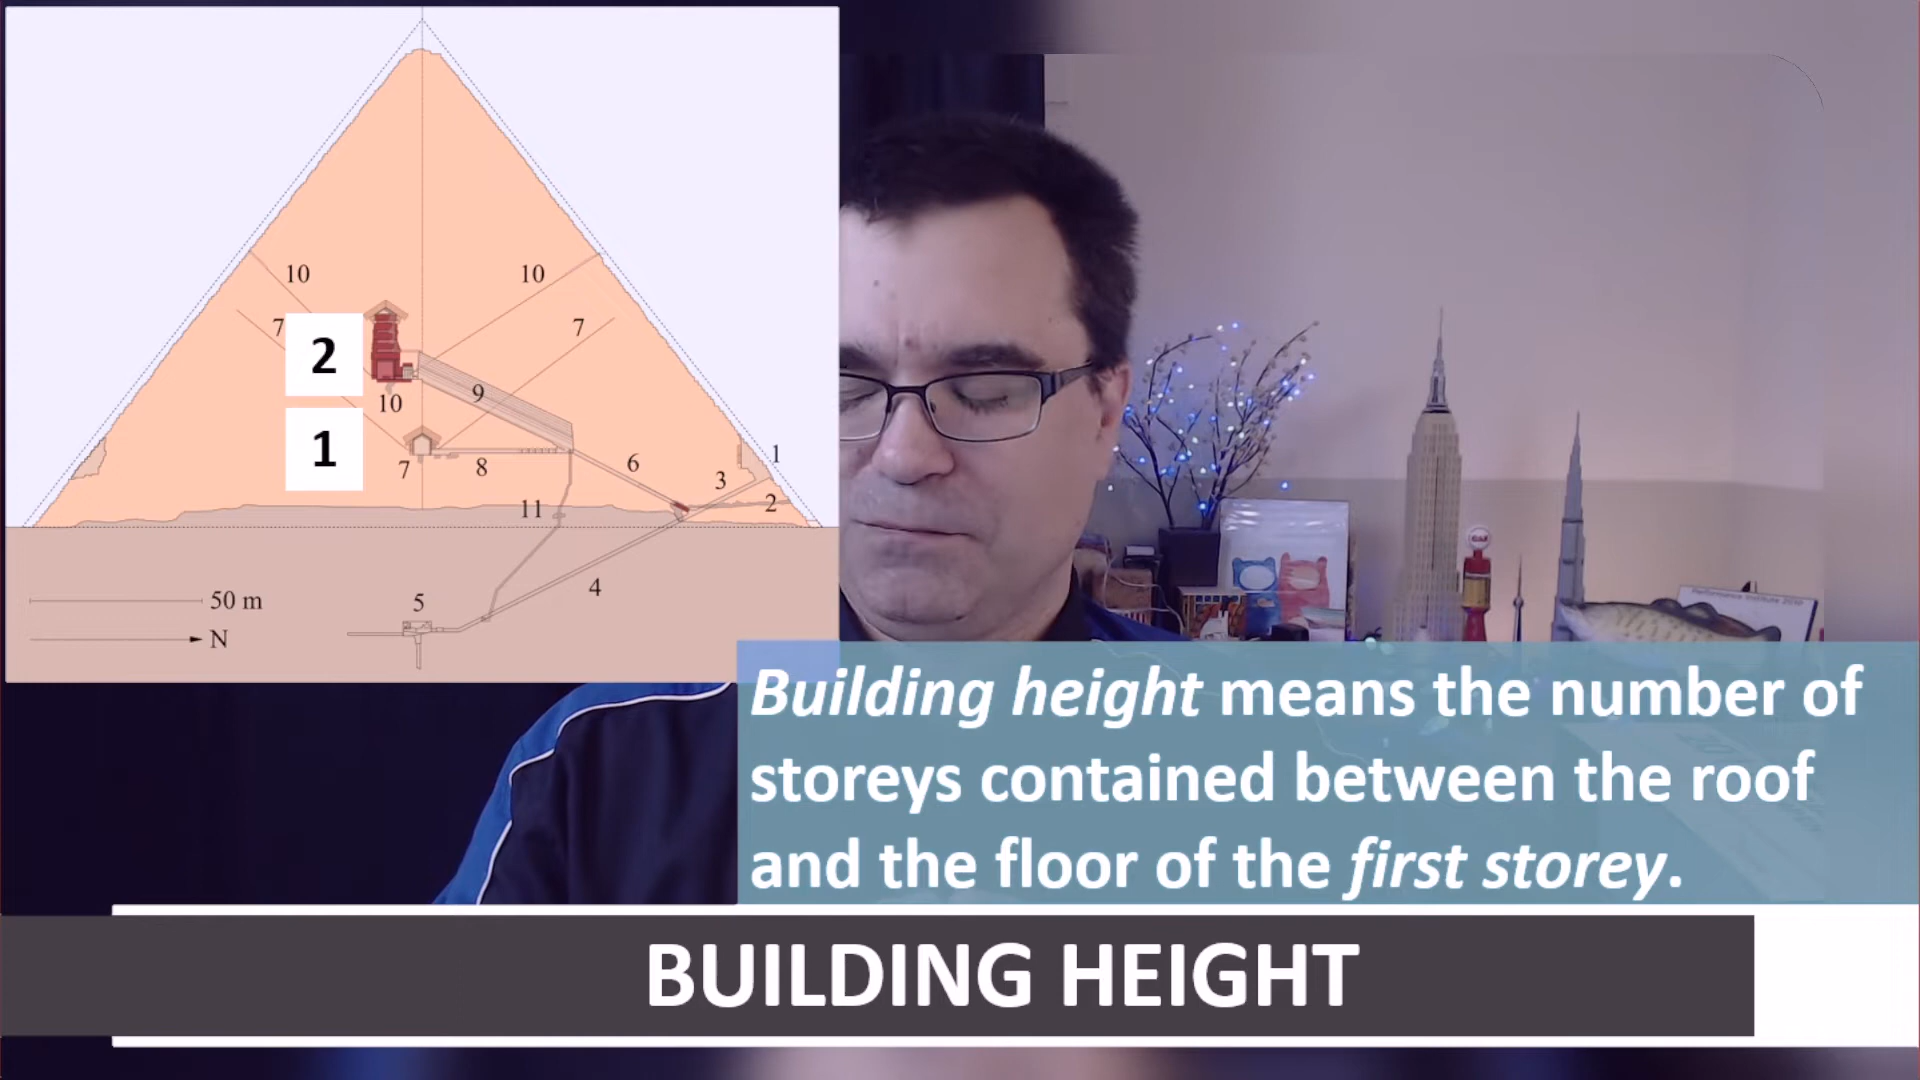 10
10
7
7
2
9
10
1
1
7
8
6
3
2
11
4
50 m
5
N
GAS
Building height means the number of
storeys contained between the roof
and the floor of the first storey.
BUILDING HEIGHT